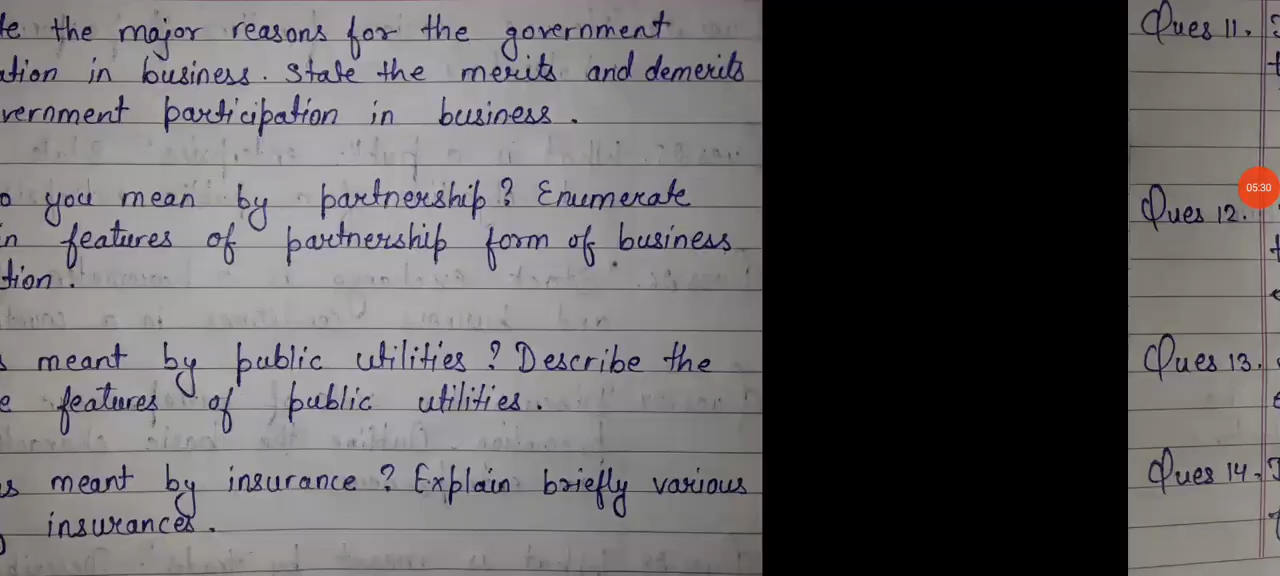 the major reasons for the government
ation in business. State the merits and demerits
vernment participation in business.
you mean by partnership? Enumerate
features of partnership form of business
tion.
meant by public utilities? Describe the
features of public utilities.
meant by insurance? Explain briefly various
insurances.
Ques 11.
05:30
Ques 12.
Ques 13.
Ques 14.